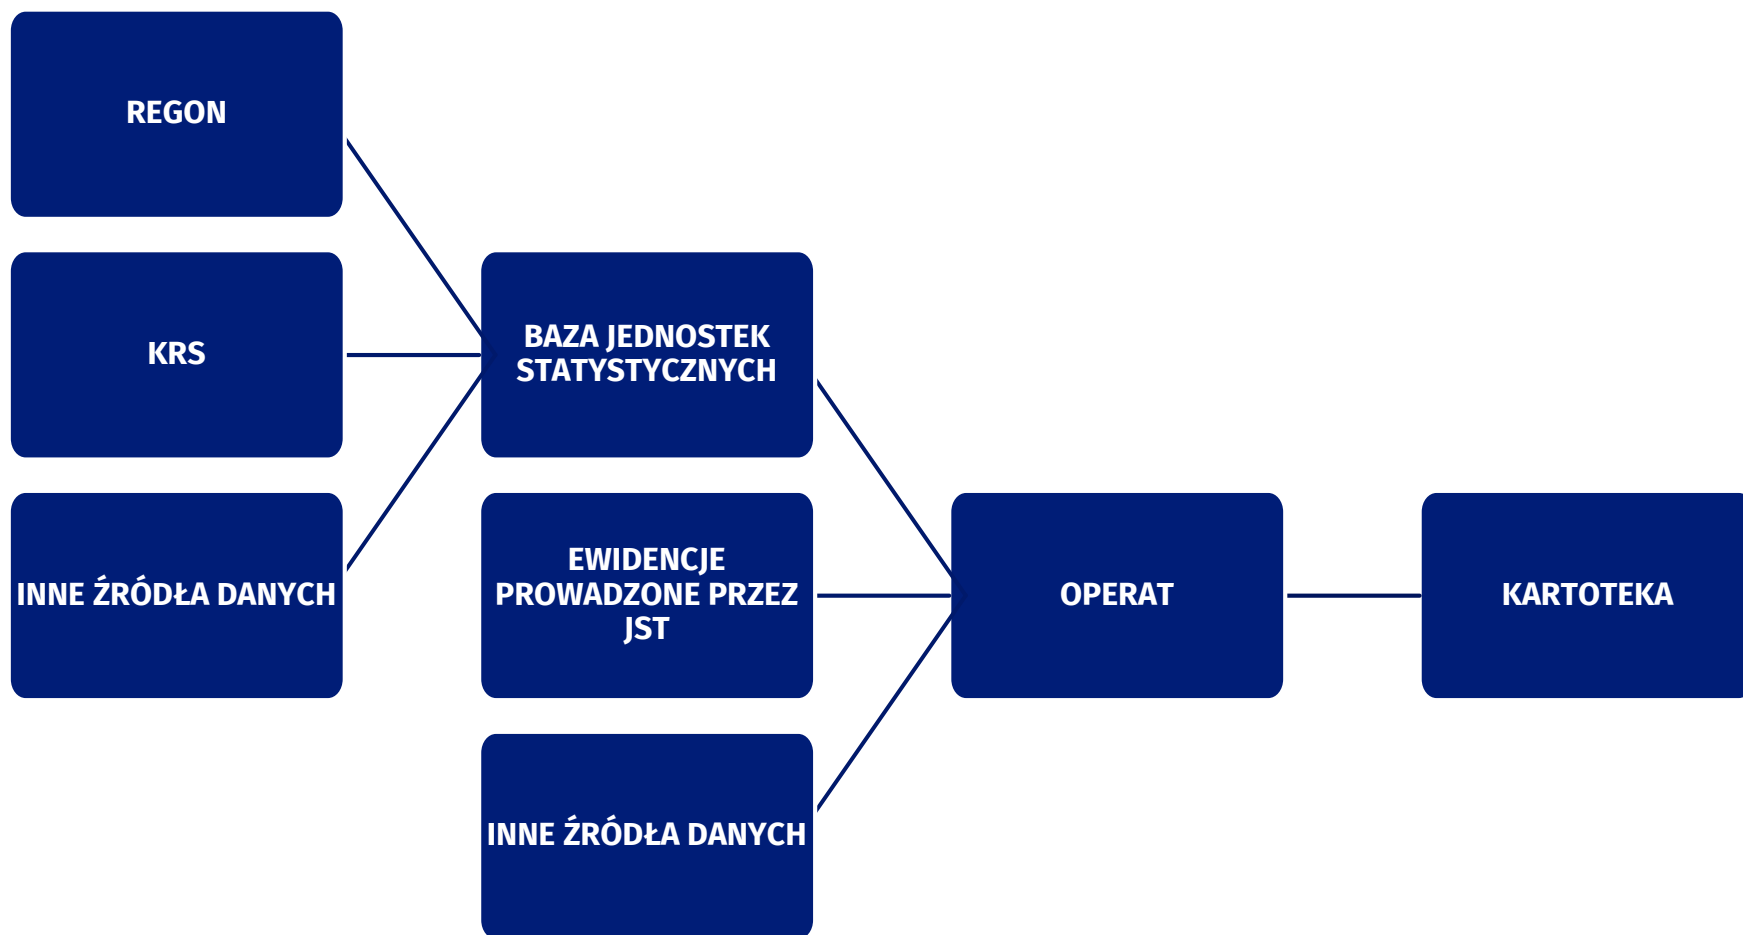 REGON
KRS
INNE ŹRÓDŁA DANYCH
BAZA JEDNOSTEK
STATYSTYCZNYCH
EWIDENCJE
PROWADZONE PRZEZ
JST
INNE ŹRÓDŁA DANYCH
OPERAT
KARTOTEKA